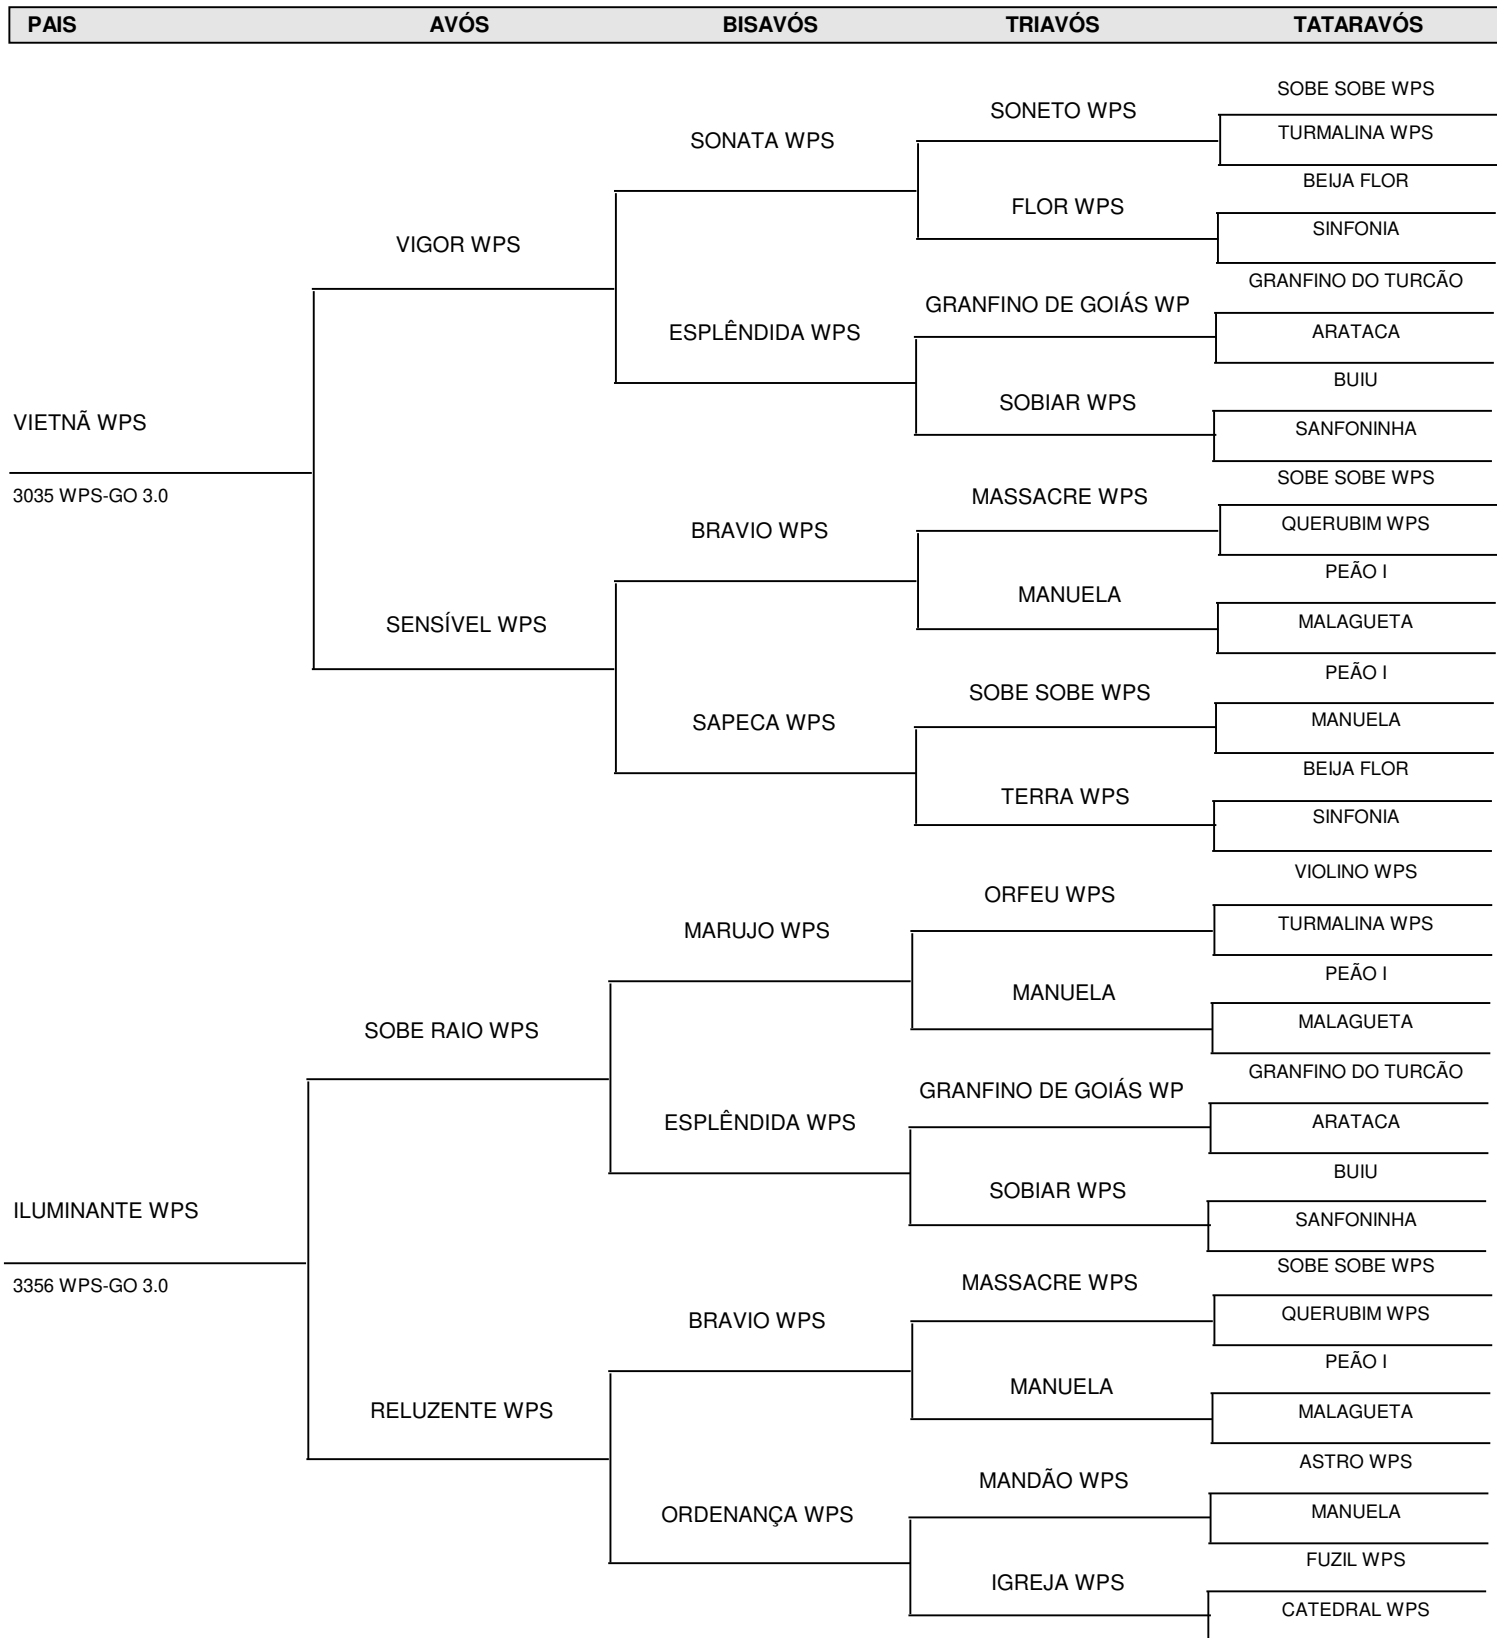 PAIS AVÓS BISAVÓS TRIAVÓS TATARAVÓS
SOBE SOBE WPS
SONETO WPS
TURMALINA WPS
SONATA WPS
BEIJA FLOR
FLOR WPS
SINFONIA
VIGOR WPS
GRANFINO DO TURCÃO
GRANFINO DE GOIÁS WP
ARATACA
ESPLÊNDIDA WPS
BUIU
SOBIAR WPS
VIETNÃ WPS
SANFONINHA
SOBE SOBE WPS
3035 WPS-GO 3.0
MASSACRE WPS
QUERUBIM WPS
BRAVIO WPS
PEÃO I
MANUELA
MALAGUETA
SENSÍVEL WPS
PEÃO I
SOBE SOBE WPS
MANUELA
SAPECA WPS
BEIJA FLOR
TERRA WPS
SINFONIA
VIOLINO WPS
ORFEU WPS
TURMALINA WPS
MARUJO WPS
PEÃO I
MANUELA
MALAGUETA
SOBE RAIO WPS
GRANFINO DO TURCÃO
GRANFINO DE GOIÁS WP
ARATACA
ESPLÊNDIDA WPS
BUIU
SOBIAR WPS
ILUMINANTE WPS
SANFONINHA
SOBE SOBE WPS
3356 WPS-GO 3.0
MASSACRE WPS
QUERUBIM WPS
BRAVIO WPS
PEÃO I
MANUELA
RELUZENTE WPS
MALAGUETA
ASTRO WPS
MANDÃO WPS
MANUELA
ORDENANÇA WPS
FUZIL WPS
IGREJA WPS
CATEDRAL WPS